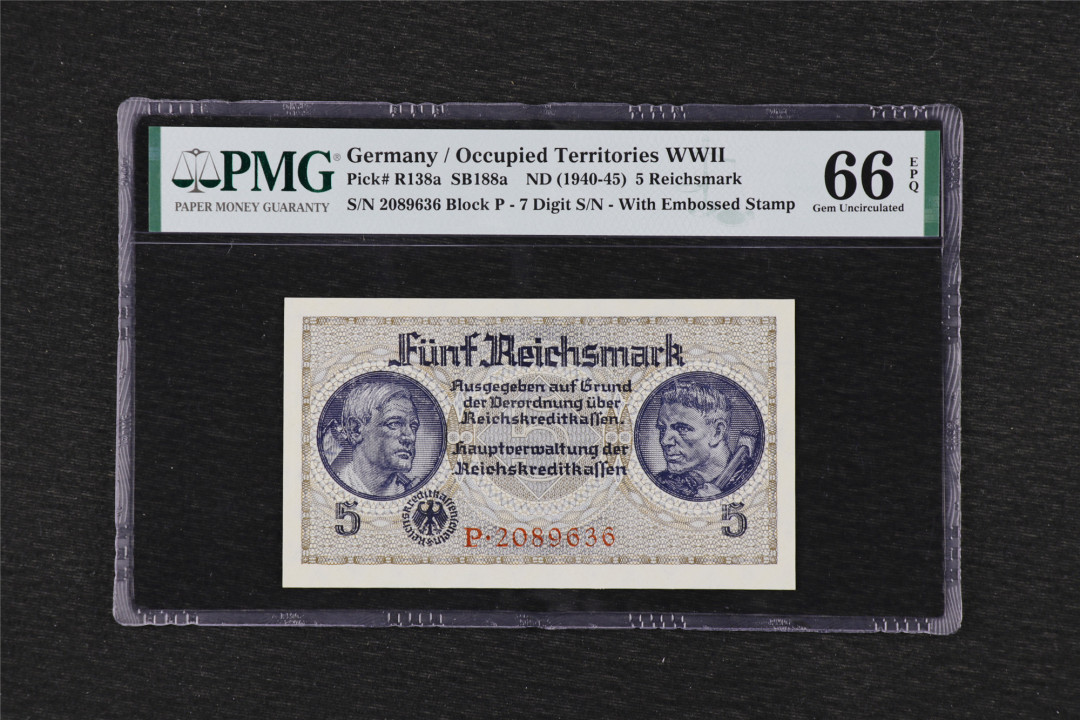 PMG®
PAPER MONEY GUARANTY
Germany / Occupied Territories WWII
Pick# R138a SB188a ND (1940-45) 5 Reichsmark
S/N 2089636 Block P - 7 Digit S/N - With Embossed Stamp
66
EPQ
Gem Uncirculated
Fünf Reichsmark
Ausgegeben auf Grund
der Verordnung über
Reichskreditkaſſen.
Hauptverwaltung der
Reichskreditkaſſen
5
5
5
Reichskreditkaſſenſchein
P·2089636